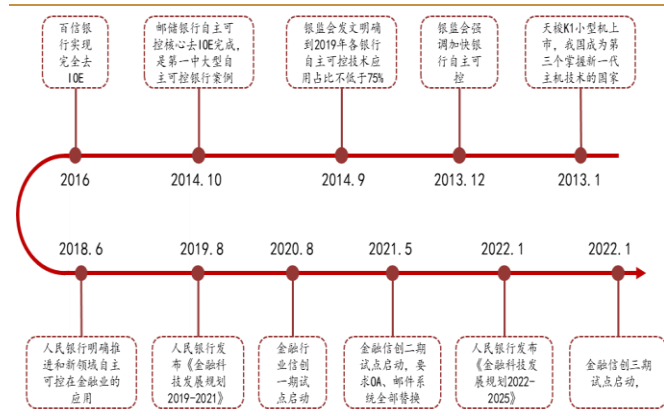 百信银
行实现
完全去
IOE
邮储银行自主可
控核心去IOE完成,
是第一中大型自
主可控银行案例
银监会发文明确
到2019年各银行
自主可控技术应
用占比不低于75%
银监会强
调加快银
行自主可
控
天梭K1小型机上
市，我国成为第
三个掌握新一代
主机技术的国家
2016
2014.10
2014.9
2013.12
2013.1
2018.6
2019.8
2020.8
2021.5
2022.1
2022.1
人民银行明确推
进和新领域自主
可控在金融业的
应用
人民银行发
布《金融科
技发展规划
2019-2021》
金融行
业信创
一期试
点启动
金融信创二期
试点启动，要
求OA、邮件系
统全部替换
人民银行发布
《金融科技发
展规划2022-
2025》
金融信创三期
试点启动，